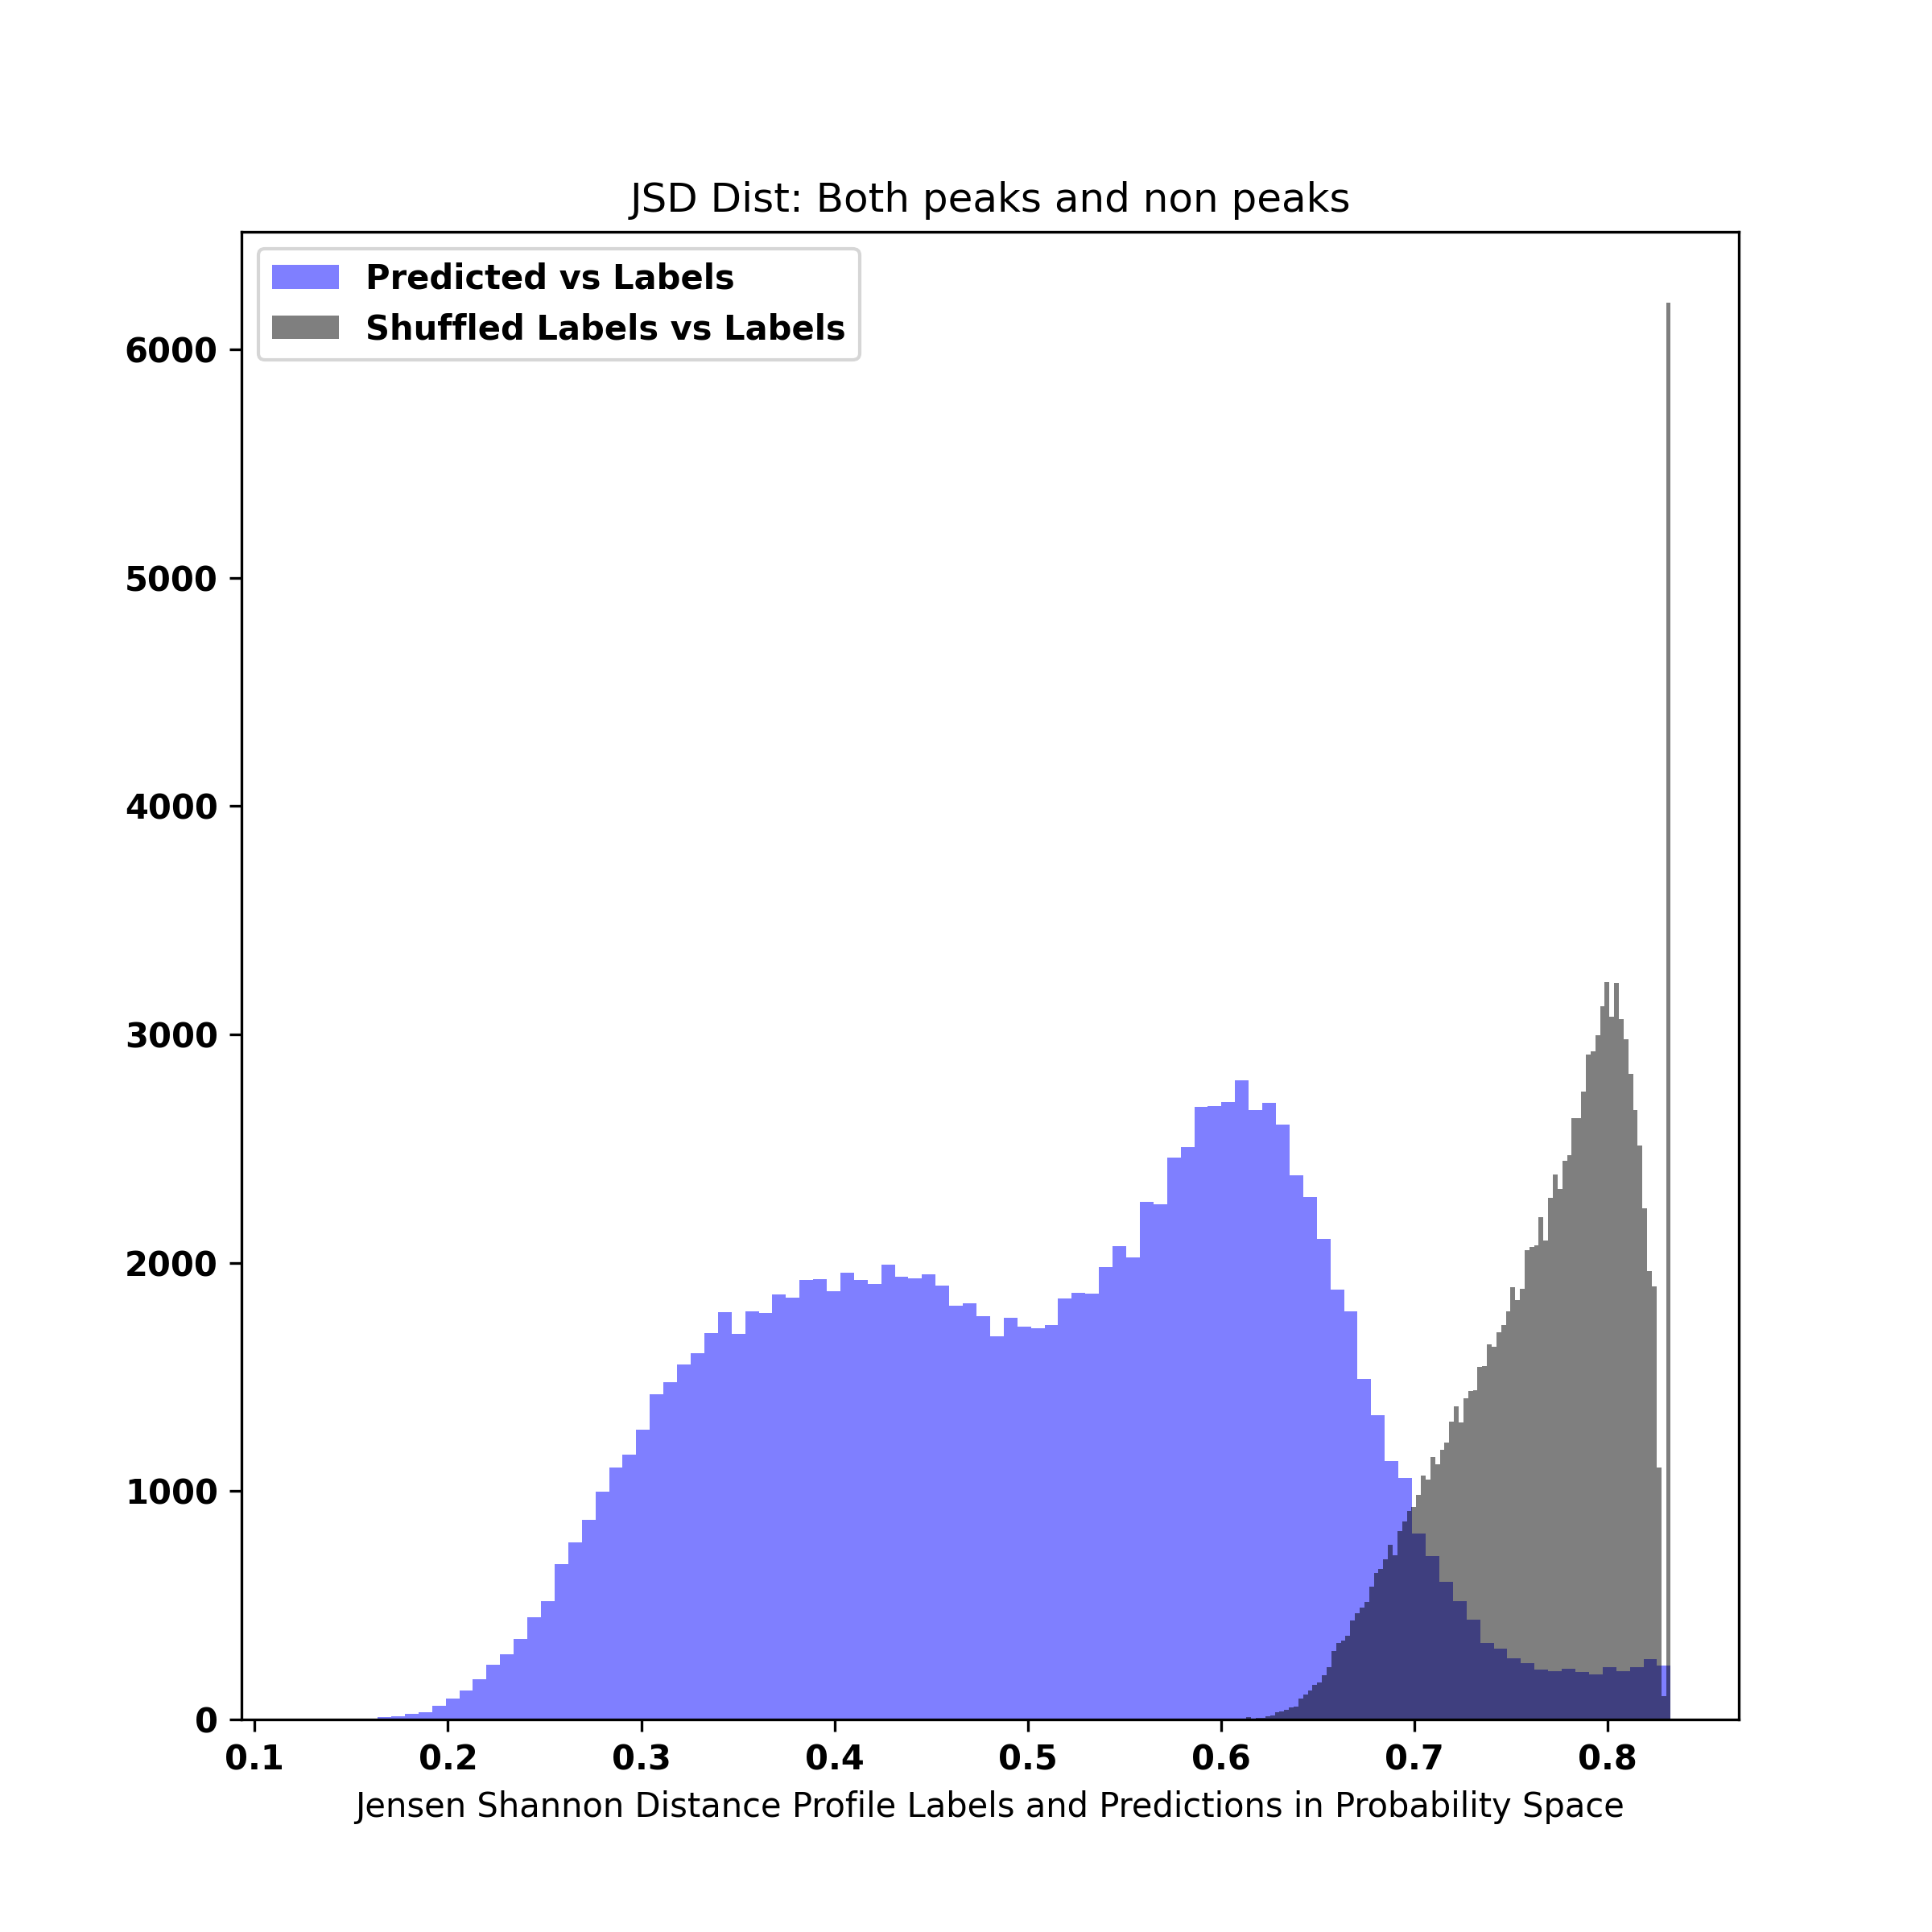 JSD Dist: Both peaks and non peaks
Predicted vs Labels
Shuffled Labels vs Labels
6000
5000
4000
3000
2000
1000
0
0.1 0.2 0.3 0.4 0.5 0.6 0.7 0.8
Jensen Shannon Distance Profile Labels and Predictions in Probability Space